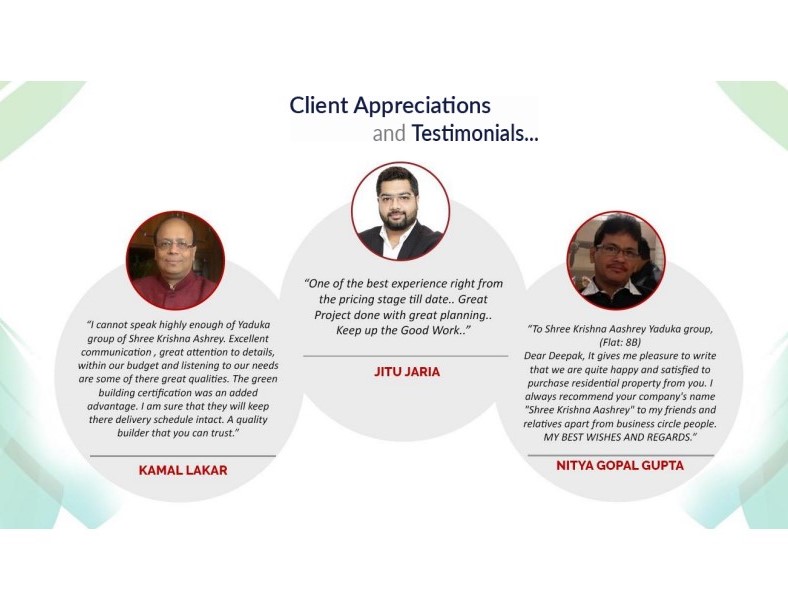 Client Appreciations
and Testimonials...
“I cannot speak highly enough of Yaduka
group of Shree Krishna Ashrey. Excellent
communication , great attention to details,
within our budget and listening to our needs
are some of there great qualities. The green
building certification was an added
advantage. I am sure that they will keep
there delivery schedule intact. A quality
builder that you can trust.”
KAMAL LAKAR
“One of the best experience right from
the pricing stage till date.. Great
Project done with great planning..
Keep up the Good Work..”
JITU JARIA
“To Shree Krishna Aashrey Yaduka group,
(Flat: 8B)
Dear Deepak, It gives me pleasure to write
that we are quite happy and satisfied to
purchase residential property from you. I
always recommend your company's name
"Shree Krishna Aashrey" to my friends and
relatives apart from business circle people.
MY BEST WISHES AND REGARDS.”
NITYA GOPAL GUPTA